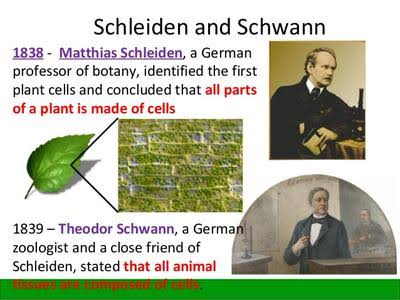 Schleiden and Schwann
1838 - Matthias Schleiden, a German
professor of botany, identified the first
plant cells and concluded that all parts
of a plant is made of cells
1839 – Theodor Schwann, a German
zoologist and a close friend of
Schleiden, stated that all animal
tissues are composed of cells.